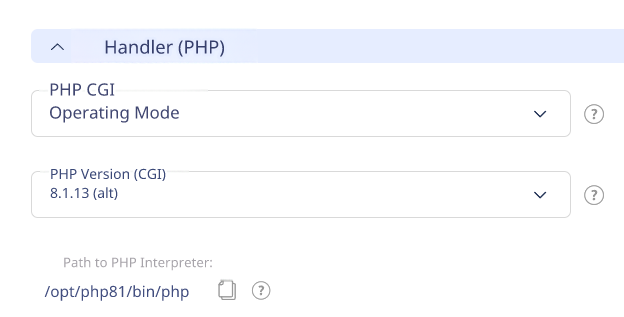 Handler (PHP)
PHP CGI
Operating Mode
PHP Version (CGI)
8.1.13 (alt)
Path to PHP Interpreter:
/opt/php81/bin/php